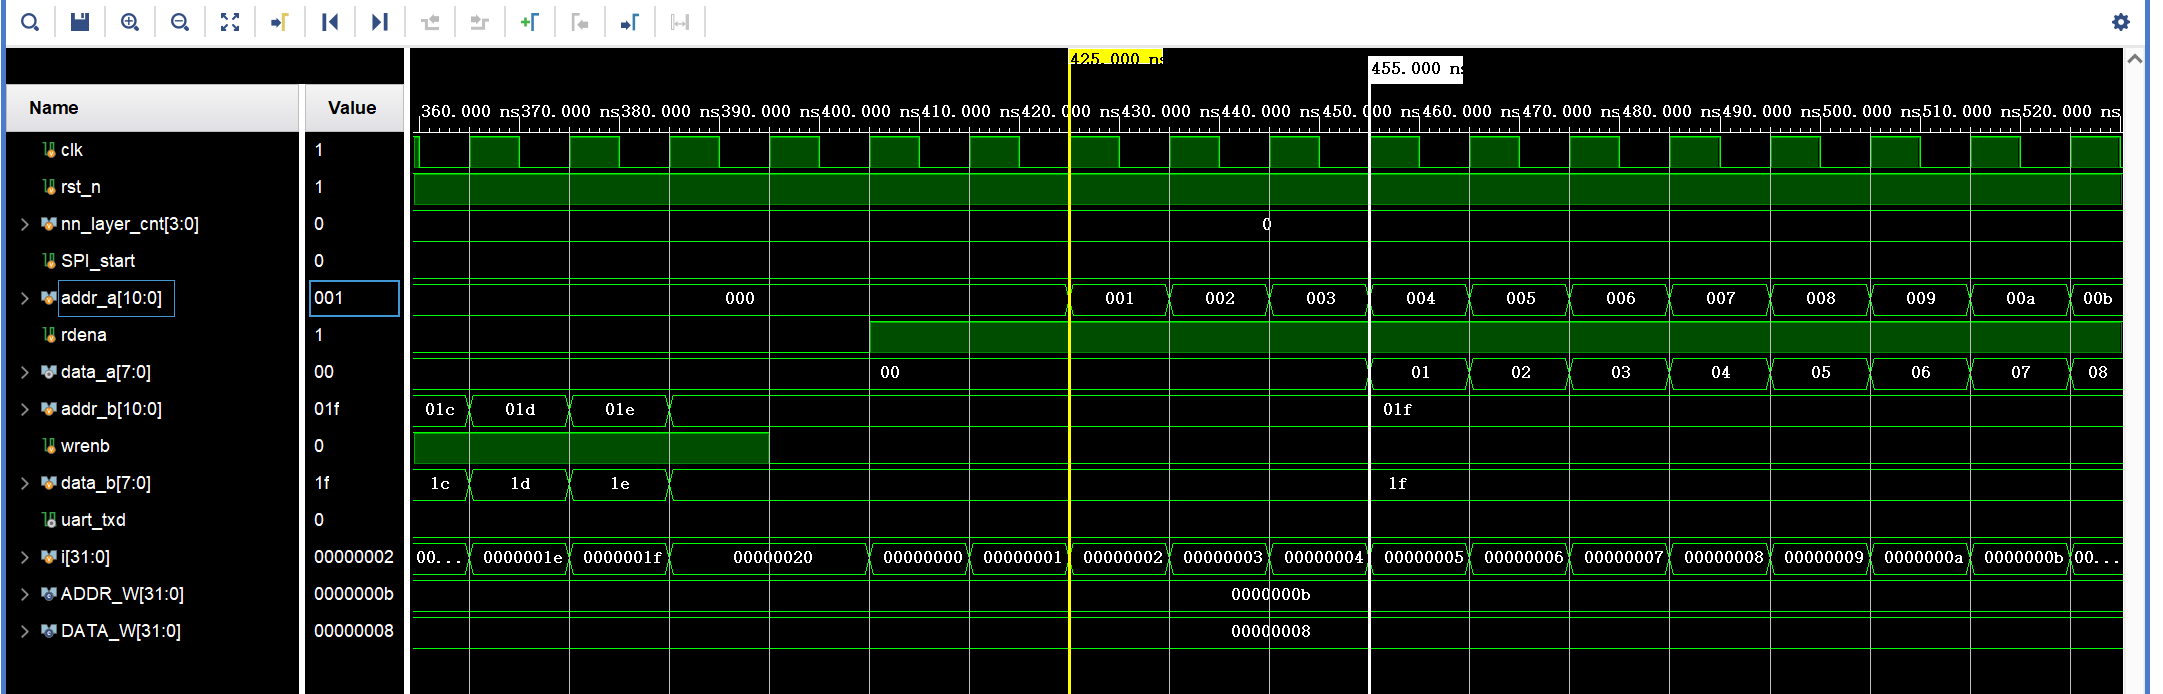 425.000 ns
455.000 ns
Name Value
360.000 ns 370.000 ns 380.000 ns 390.000 ns 400.000 ns 410.000 ns 420.000 ns 430.000 ns 440.000 ns 450.000 ns 460.000 ns 470.000 ns 480.000 ns 490.000 ns 500.000 ns 510.000 ns 520.000 ns
clk 1
rst_n 1
nn_layer_cnt[3:0] 0 0
SPI_start 0
addr_a[10:0] 001 000 001 002 003 004 005 006 007 008 009 00a 00b
rdena 1
data_a[7:0] 00 00 01 02 03 04 05 06 07 08
addr_b[10:0] 01f 01c 01d 01e 01f
wrenb 0
data_b[7:0] 1f 1c 1d 1e 1f
uart_txd 0
i[31:0] 00000002 00... 0000001e 0000001f 00000020 00000000 00000001 00000002 00000003 00000004 00000005 00000006 00000007 00000008 00000009 0000000a 0000000b 00...
ADDR_W[31:0] 0000000b 0000000b
DATA_W[31:0] 00000008 00000008